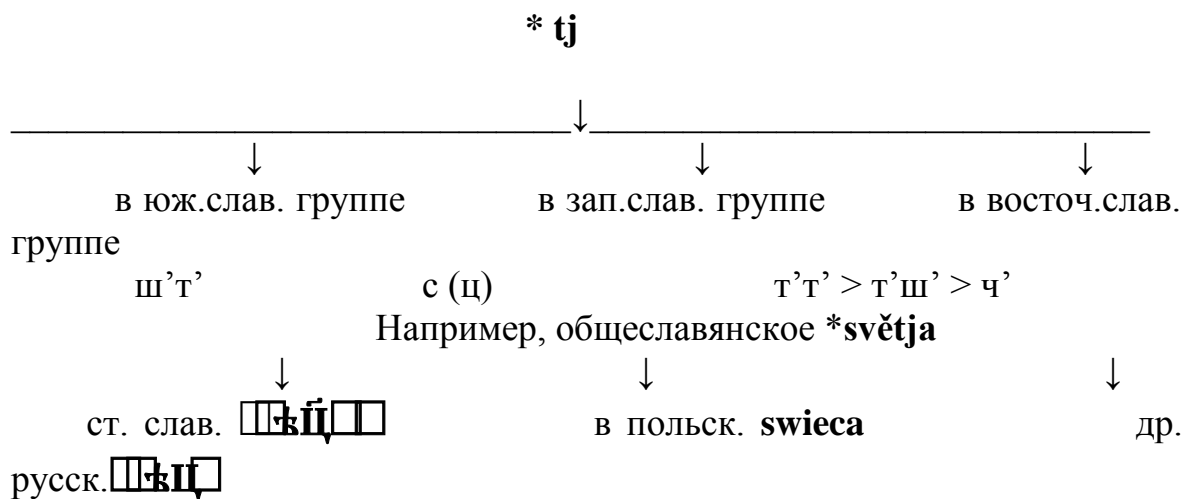 * tj
↓
↓ ↓ ↓
в юж.слав. группе в зап.слав. группе в восточ.слав.
группе
ш’т’ с (ц) т’т’ > т’ш’ > ч’
Например, общеславянское *světja
↓ ↓ ↓
ст. слав. в польск. swieca др.
русск.